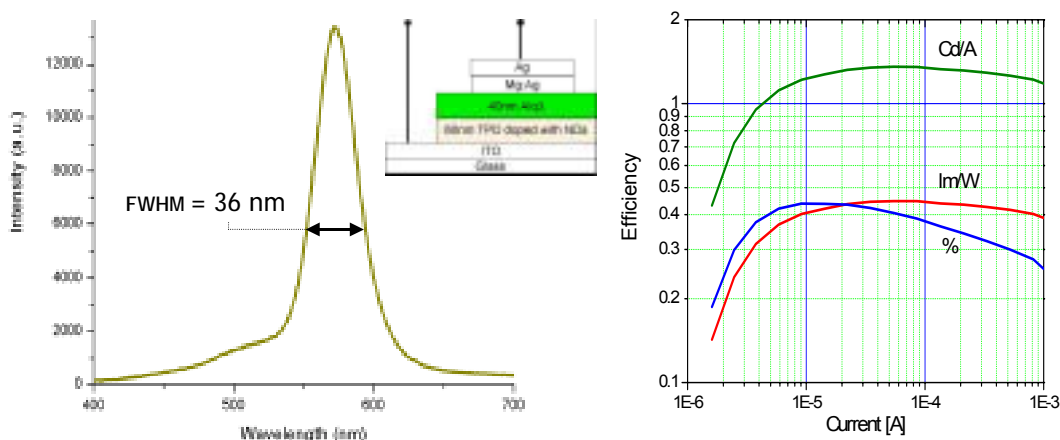 Intensity (a.u.)
12000
10000
8000
6000
4000
2000
0
400
500
600
700
Wavelength (nm)
FWHM = 36 nm
Ag
Mg Ag
40nm Alq3
doped with
ITO
Glass
Efficiency
2
1
0.9
0.8
0.7
0.6
0.5
0.4
0.3
0.2
0.1
Cd/A
lm/W
%
1E-6
1E-5
1E-4
1E-3
Current [A]